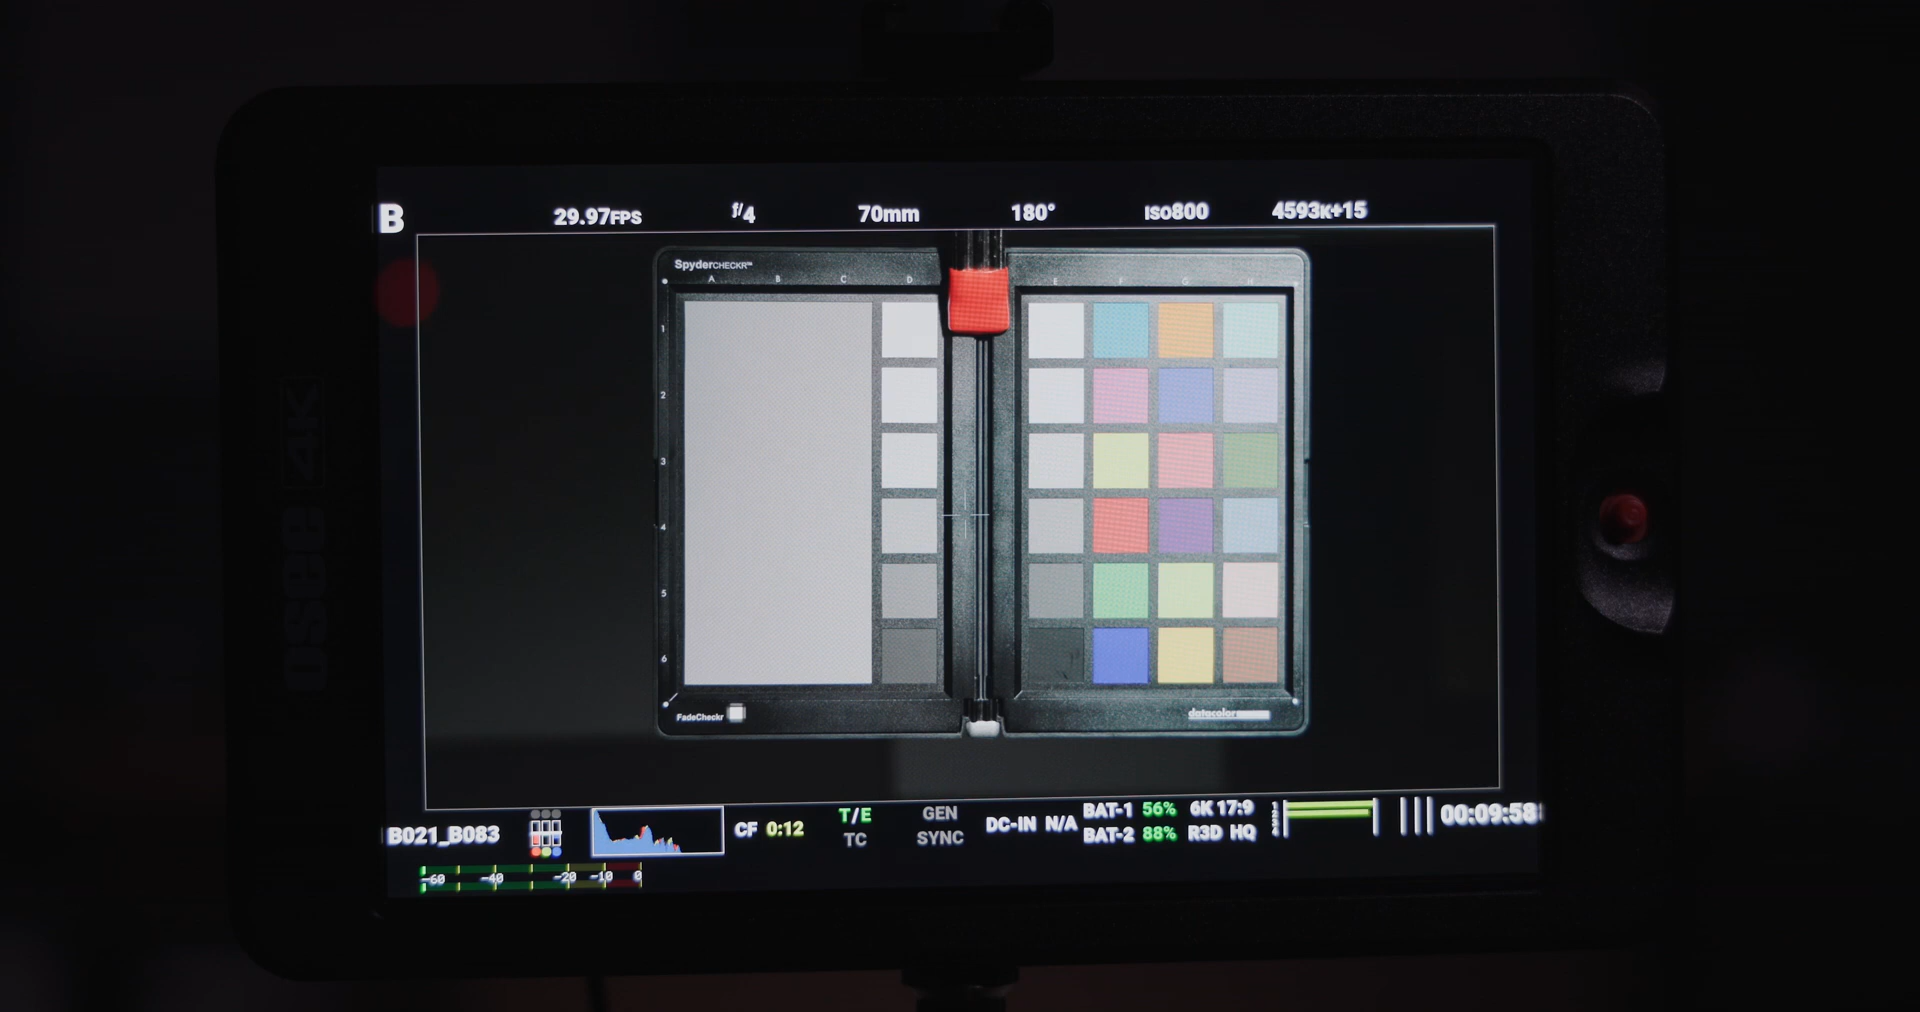 B
29.97FPS f/4 70mm 180° ISO800 4593K+15
SpyderCHECKR™
A B C D E F G H
1
2
3
4
5
6
FadeCheckr datacolor
B021_B083
CF 0:12
T/E
TC
GEN
SYNC
DC-IN N/A
BAT-1 56%
BAT-2 88%
6K 17:9
R3D HQ
00:09:58
-60 -40 -20 -10 0